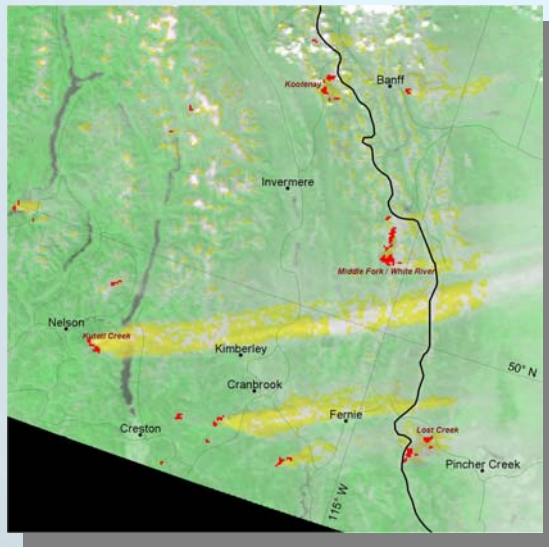 Kootenay
Banff
Invermere
Middle Fork / White River
Nelson
Kutetl Creek
Kimberley
50° N
Cranbrook
Fernie
Creston
Lost Creek
Pincher Creek
115° W